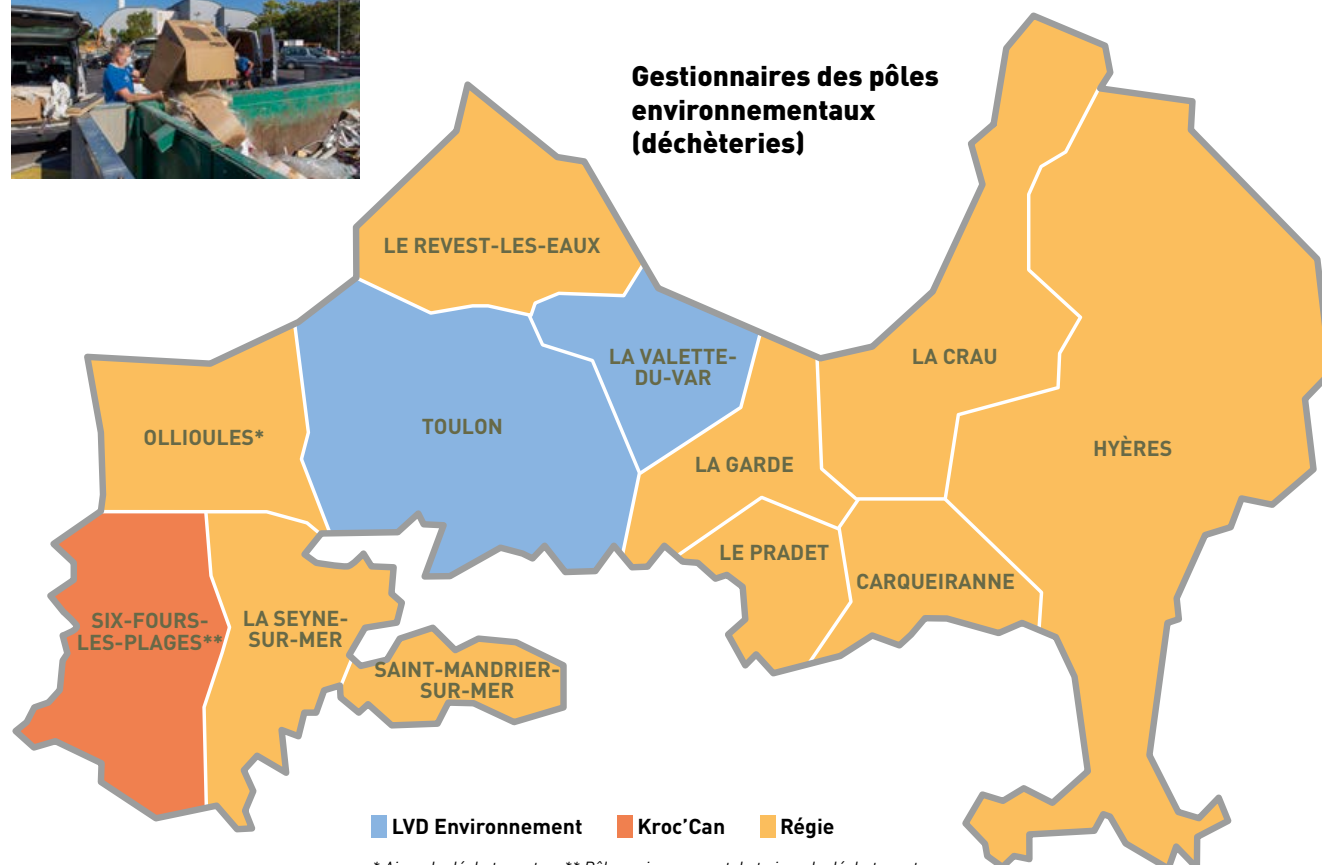 Gestionnaires des pôles
environnementaux
(déchèteries)
LE REVEST-LES-EAUX
LA VALETTE-
DU-VAR
LA CRAU
TOULON
OLLIOULES*
HYÈRES
LA GARDE
LE PRADET
CARQUEIRANNE
SIX-FOURS-
LES-PLAGES**
LA SEYNE-
SUR-MER
SAINT-MANDRIER-
SUR-MER
LVD Environnement
Kroc'Can
Régie